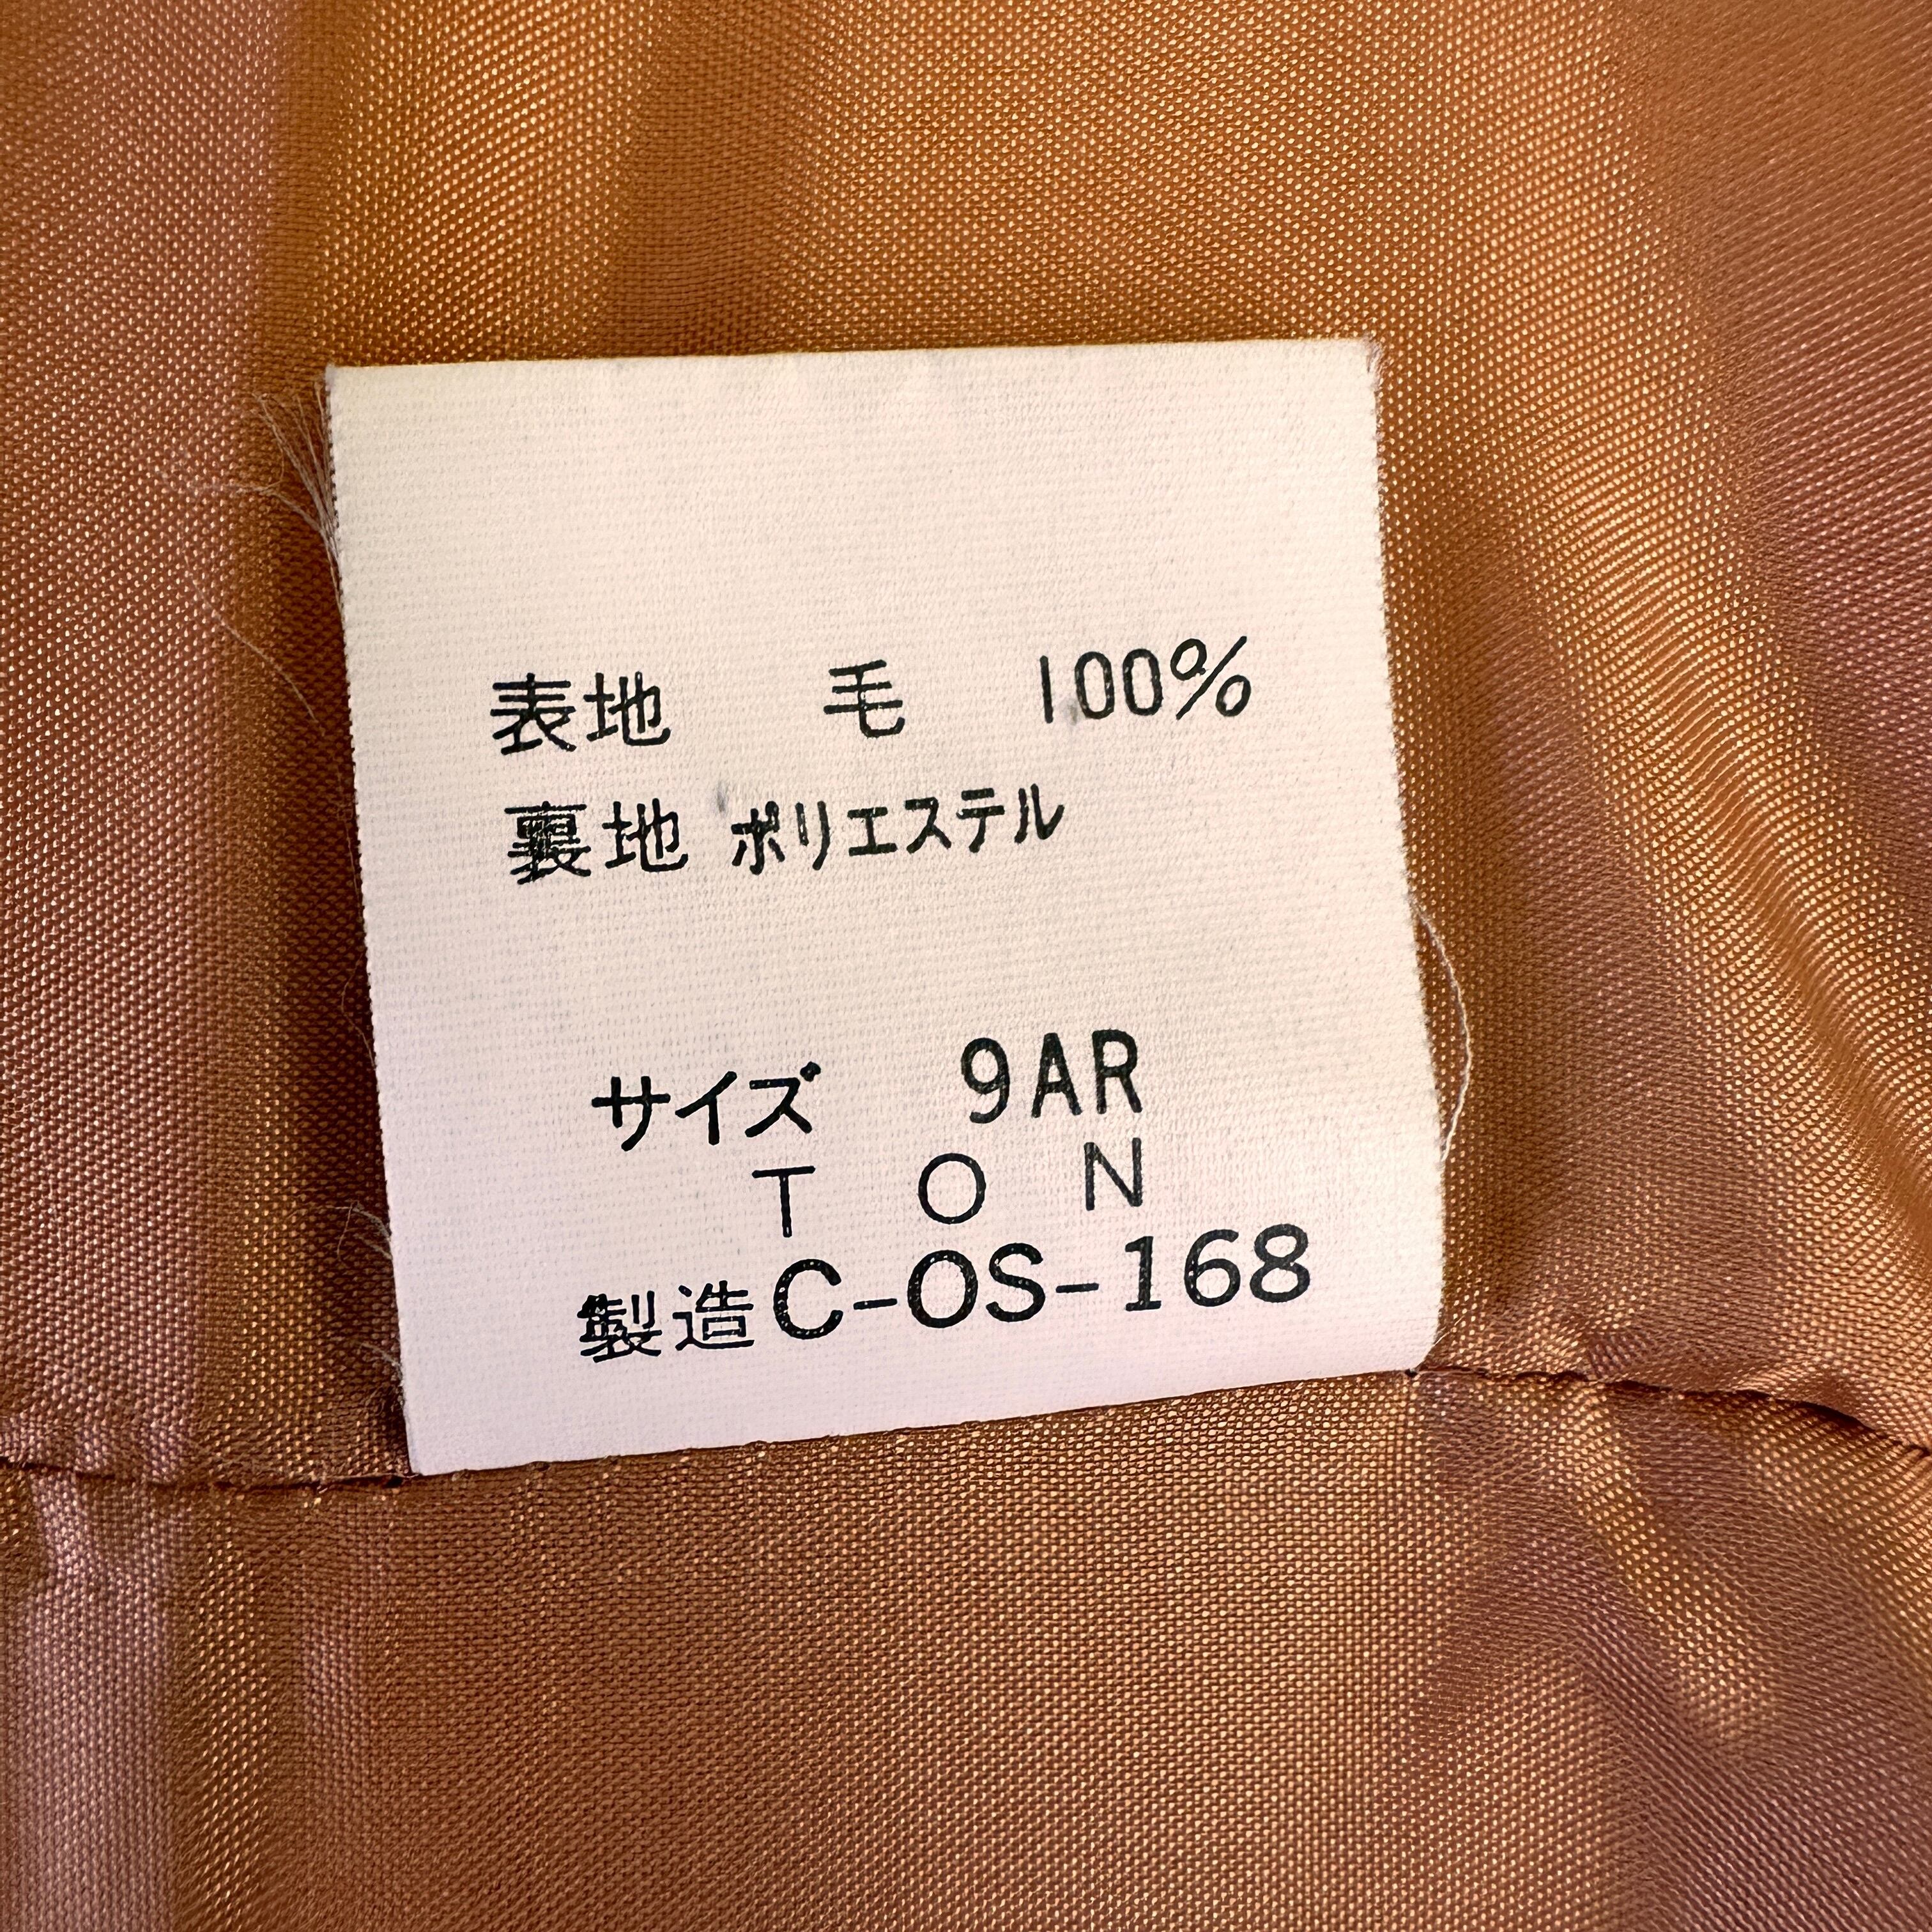 表地 毛 100%
裏地 ポリエステル
サイズ 9AR
T O N
製造 C-OS-168